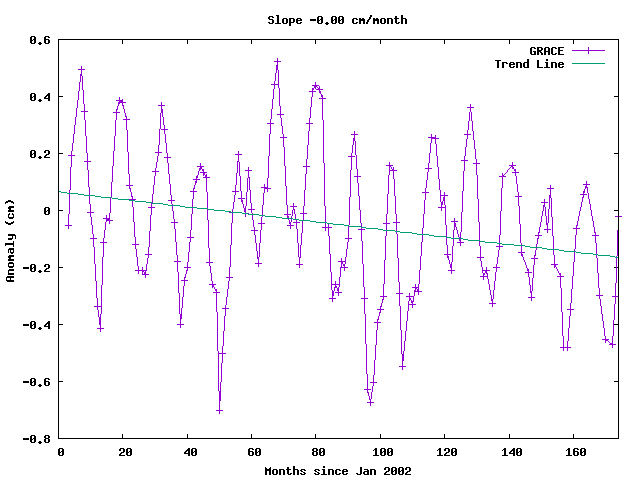 Slope -0.00 cm/month
GRACE
Trend Line
Anomaly (cm)
0.6
0.4
0.2
0
-0.2
-0.4
-0.6
-0.8
0 20 40 60 80 100 120 140 160
Months since Jan 2002